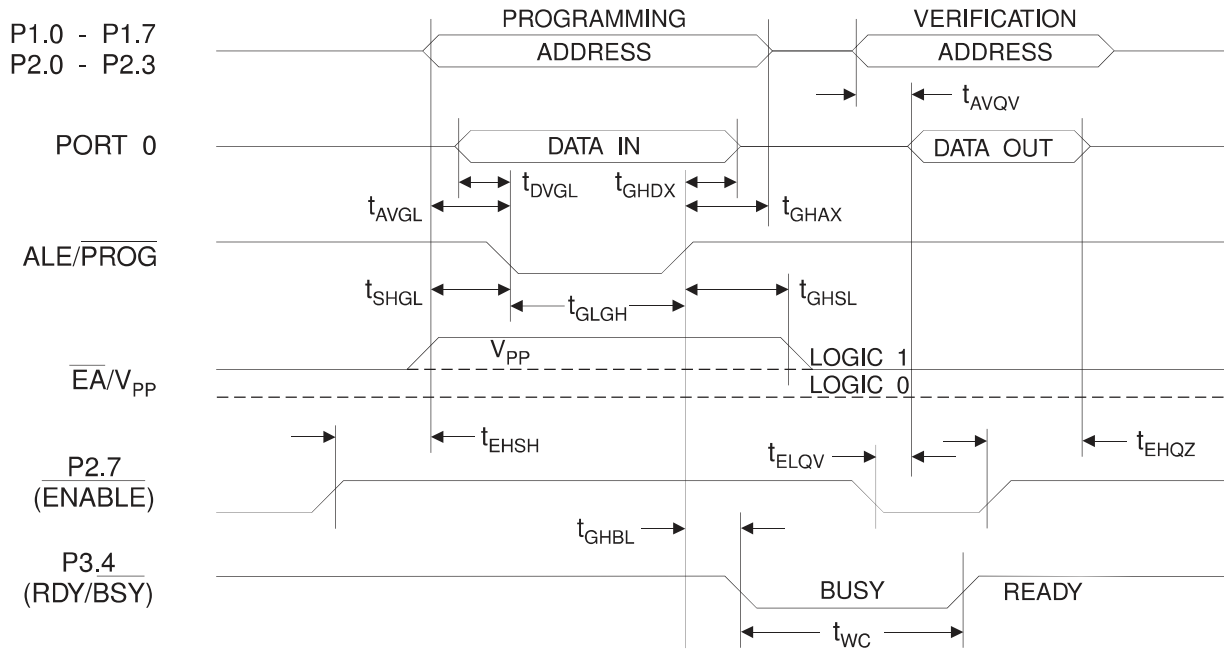 PROGRAMMING
VERIFICATION
P1.0 - P1.7
P2.0 - P2.3
ADDRESS
ADDRESS
tAVQV
PORT 0
DATA IN
DATA OUT
tDVGL
tGHDX
tAVGL
tGHAX
ALE/PROG
tSHGL
tGLGH
tGHSL
VPP
LOGIC 1
EA/VPP
LOGIC 0
tEHSH
tELQV
tEHQZ
P2.7
(ENABLE)
tGHBL
P3.4
(RDY/BSY)
BUSY
READY
tWC